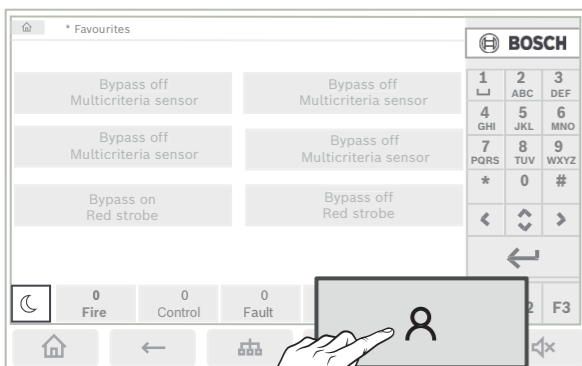 * Favourites
BOSCH
Bypass off
Multicriteria sensor
Bypass off
Multicriteria sensor
Bypass off
Multicriteria sensor
Bypass off
Multicriteria sensor
Bypass on
Red strobe
Bypass off
Red strobe
1 2 3
ABC DEF
4 5 6
GHI JKL MNO
7 8 9
PQRS TUV WXYZ
* 0 #
0 0 0
Fire Control Fault
2 F3